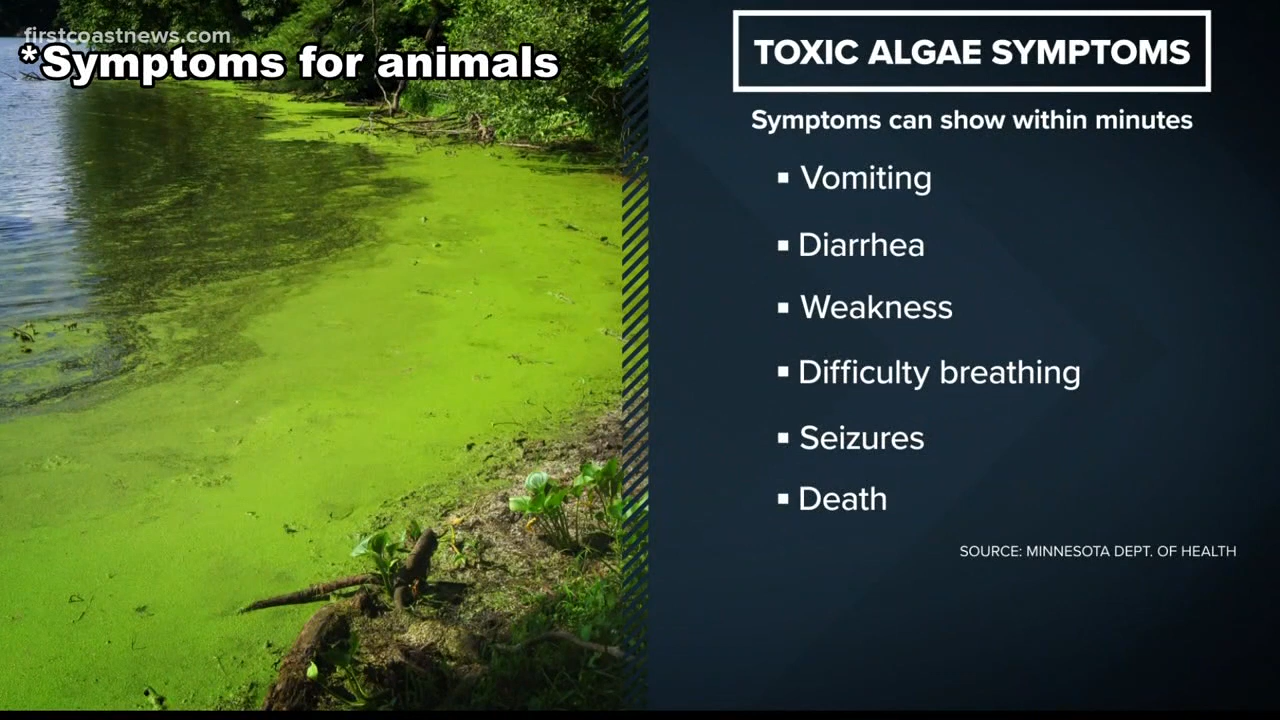 firstcoastnews.com
*Symptoms for animals
TOXIC ALGAE SYMPTOMS
Symptoms can show within minutes
▪ Vomiting
▪ Diarrhea
▪ Weakness
▪ Difficulty breathing
▪ Seizures
▪ Death
SOURCE: MINNESOTA DEPT. OF HEALTH